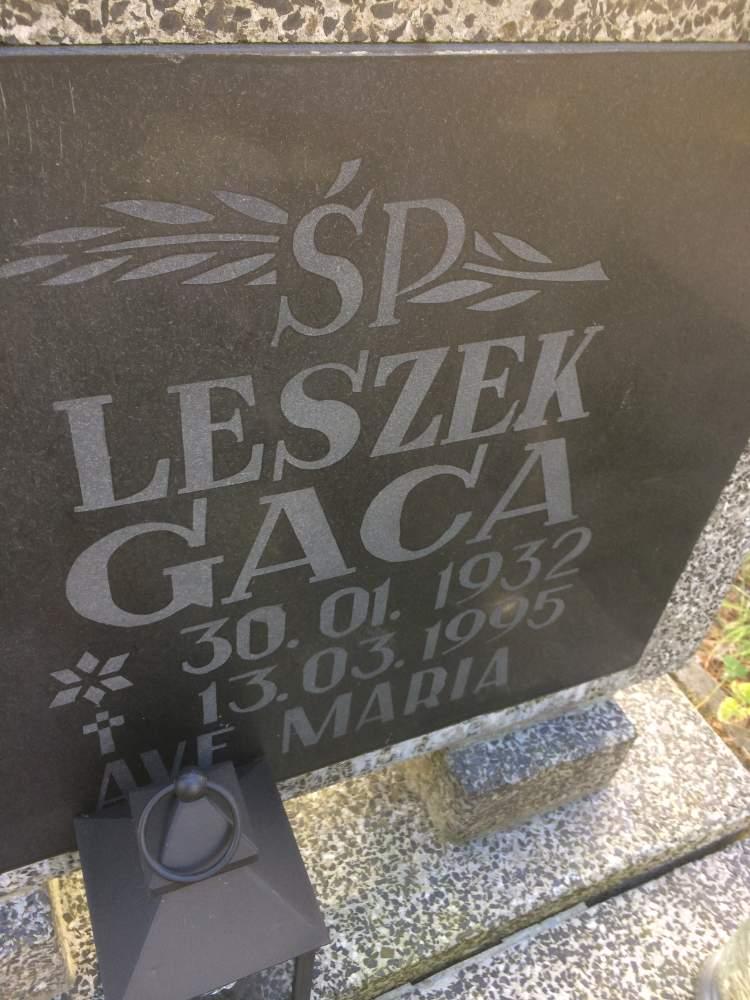 ŚP
LESZEK
GACA
30.01.1932
13.03.1995
AVE MARIA